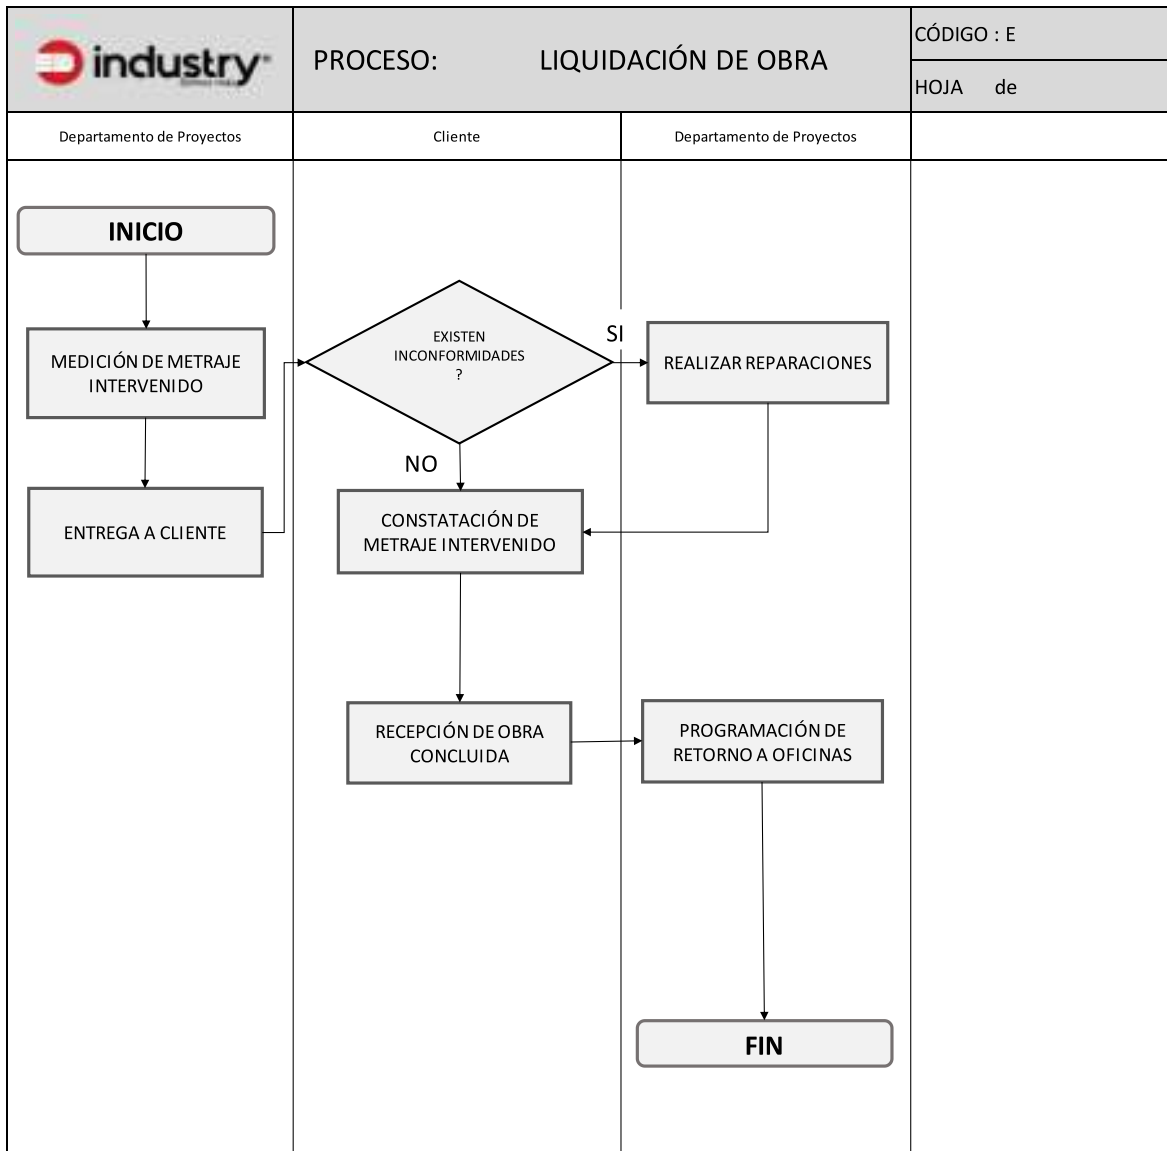 industry
PROCESO: LIQUIDACIÓN DE OBRA
CÓDIGO : E
HOJA de
Departamento de Proyectos
Cliente
Departamento de Proyectos
INICIO
MEDICIÓN DE METRAJE
INTERVENIDO
ENTREGA A CLIENTE
EXISTEN
INCONFORMIDADES
?
SI
REALIZAR REPARACIONES
NO
CONSTATACIÓN DE
METRAJE INTERVENIDO
RECEPCIÓN DE OBRA
CONCLUIDA
PROGRAMACIÓN DE
RETORNO A OFICINAS
FIN